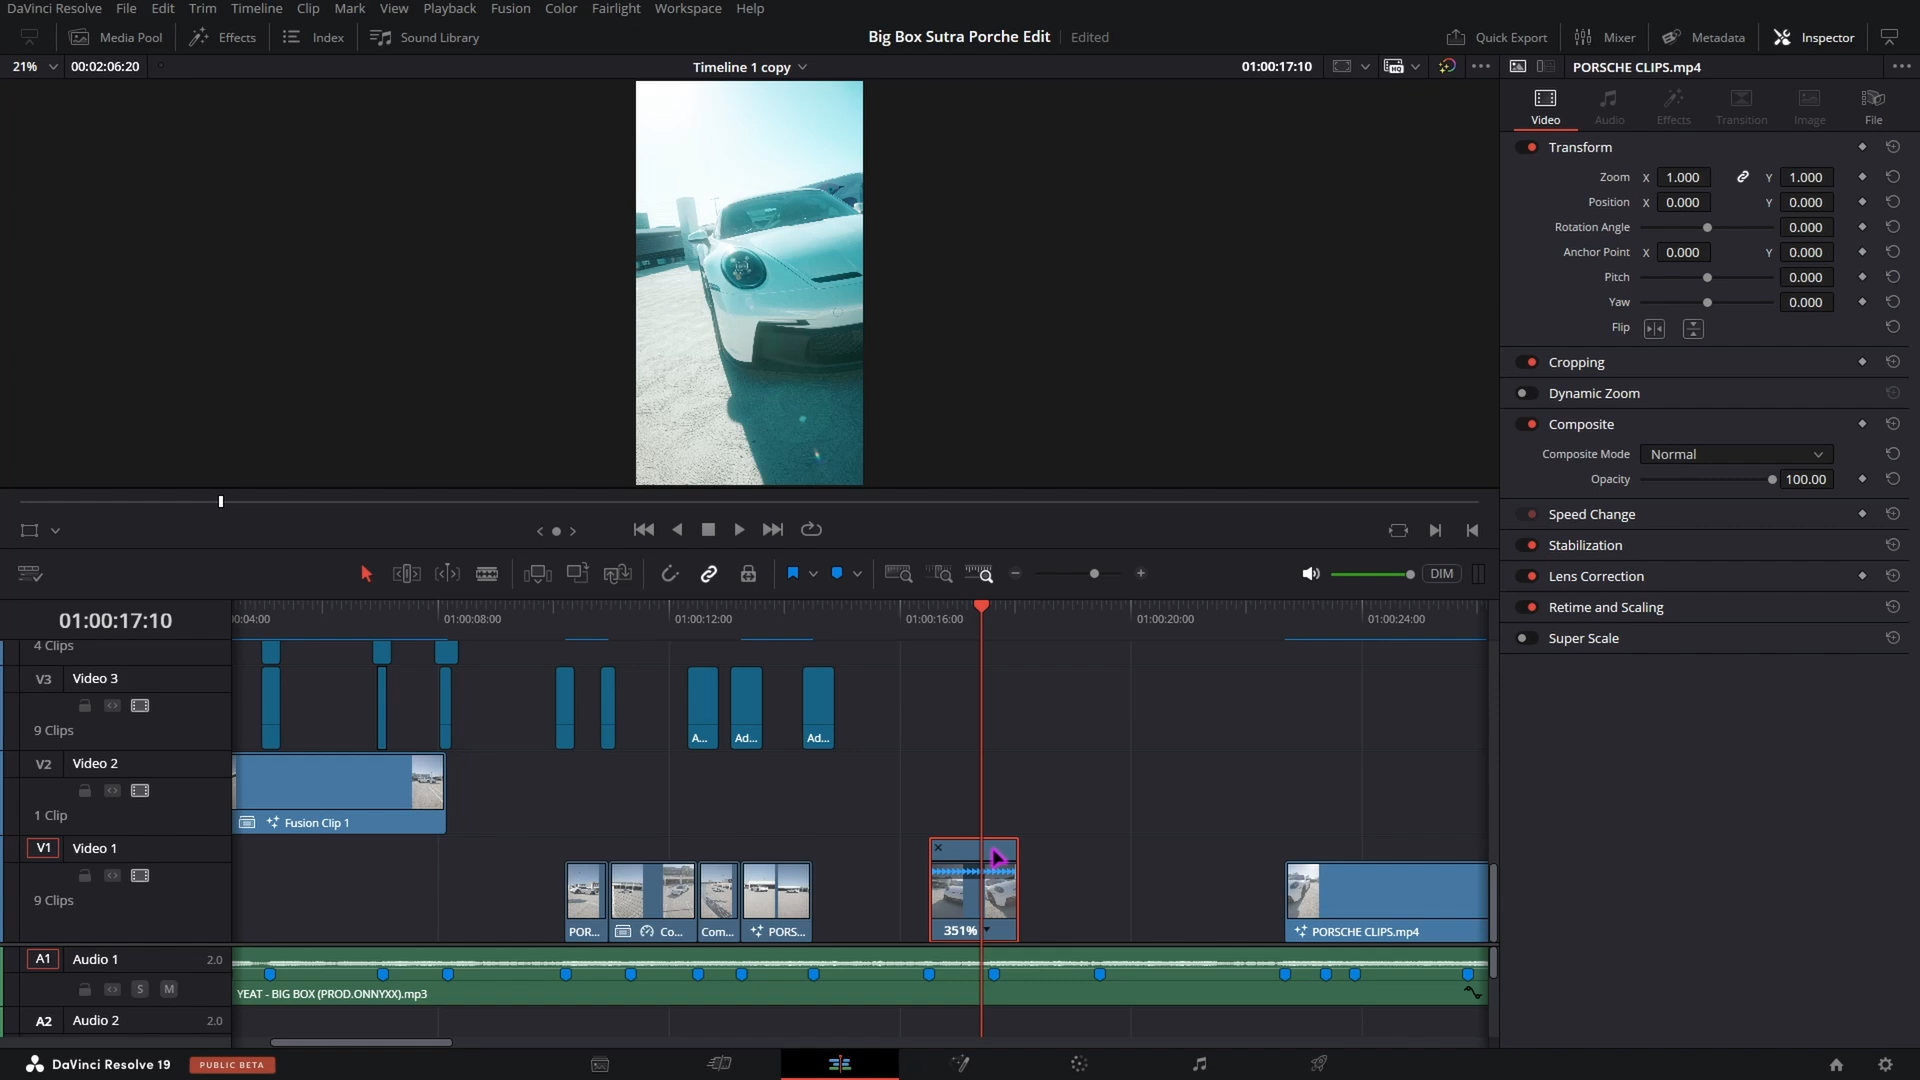 DaVinci Resolve File Edit Trim Timeline Clip Mark View Playback Fusion Color Fairlight Workspace Help
Media Pool Effects Index Sound Library Big Box Sutra Porche Edit Edited Quick Export Mixer Metadata Inspector
21% 00:02:06:20 Timeline 1 copy 01:00:17:10 HQ PORSCHE CLIPS.mp4
Video Audio Effects Transition Image File
Transform
Zoom X 1.000 Y 1.000
Position X 0.000 Y 0.000
Rotation Angle 0.000
Anchor Point X 0.000 Y 0.000
Pitch 0.000
Yaw 0.000
Flip
Cropping
Dynamic Zoom
Composite
Composite Mode Normal
Opacity 100.00
Speed Change
Stabilization
Lens Correction
Retime and Scaling
Super Scale
DIM
01:00:17:10
00:04:00 01:00:08:00 01:00:12:00 01:00:16:00 01:00:20:00 01:00:24:00
4 Clips
V3 Video 3
9 Clips
A... Ad... Ad...
V2 Video 2
1 Clip
Fusion Clip 1
V1 Video 1
9 Clips
POR... Co... Com... PORS... 351% PORSCHE CLIPS.mp4
A1 Audio 1 2.0
S M
YEAT - BIG BOX (PROD.ONNYXX).mp3
A2 Audio 2 2.0
DaVinci Resolve 19 PUBLIC BETA